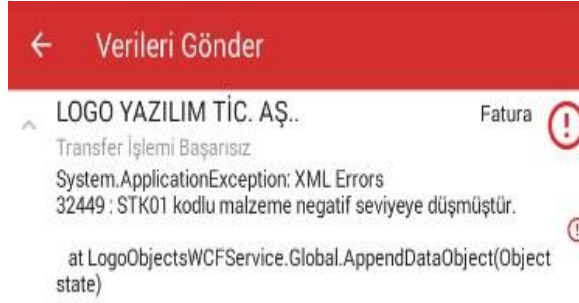 Verileri Gönder
LOGO YAZILIM TİC. AŞ.. Fatura
Transfer İşlemi Başarısız
System.ApplicationException: XML Errors
32449 : STK01 kodlu malzeme negatif seviyeye düşmüştür.
at LogoObjectsWCFService.Global.AppendDataObject(Object
state)